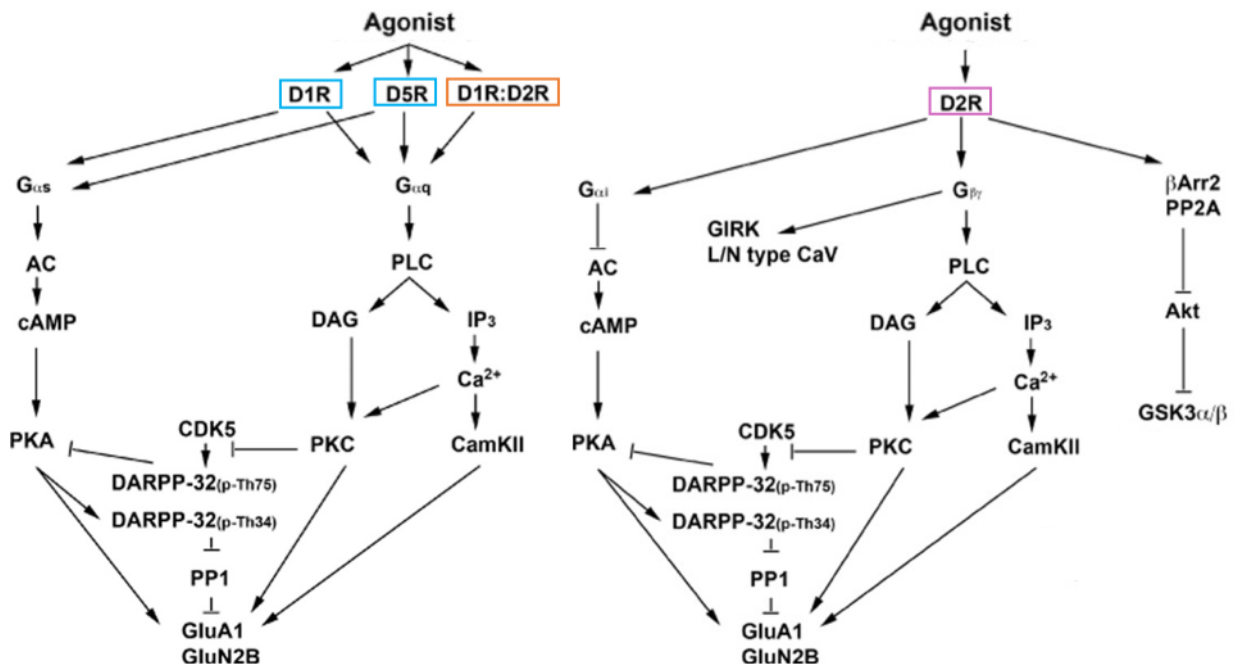 Agonist
D1R
D5R
D1R:D2R
Gαs
Gαq
AC
PLC
cAMP
DAG
IP3
Ca2+
PKA
CDK5
PKC
CamKII
DARPP-32(p-Th75)
DARPP-32(p-Th34)
PP1
GluA1
GluN2B
Agonist
D2R
Gαi
Gβγ
βArr2
PP2A
GIRK
L/N type CaV
AC
PLC
cAMP
DAG
IP3
Akt
Ca2+
GSK3α/β
PKA
CDK5
PKC
CamKII
DARPP-32(p-Th75)
DARPP-32(p-Th34)
PP1
GluA1
GluN2B